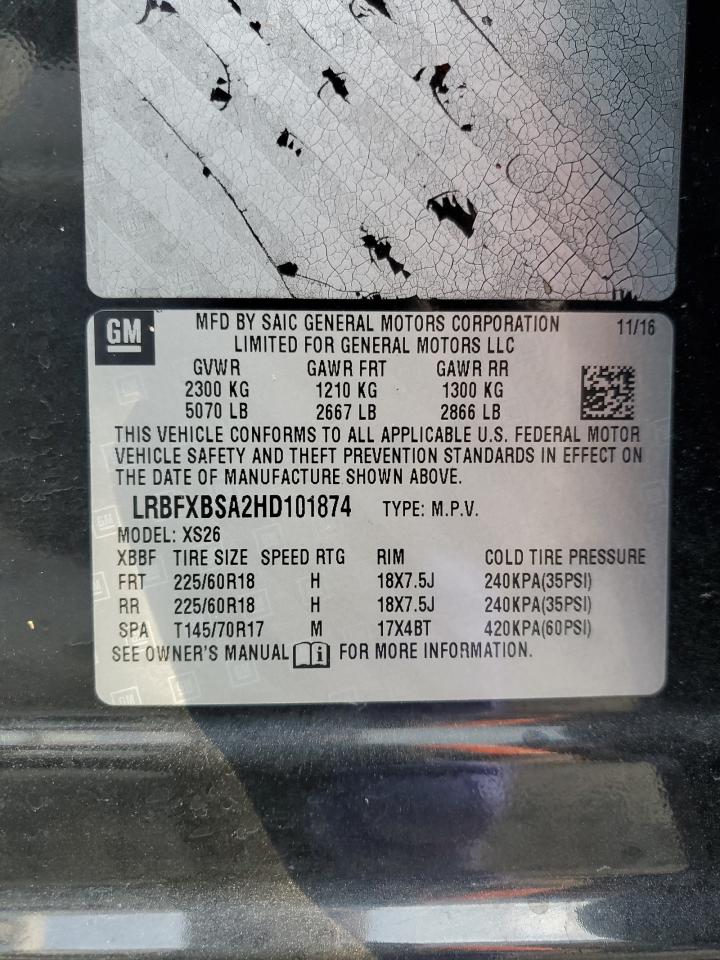 GM
MFD BY SAIC GENERAL MOTORS CORPORATION 11/16
LIMITED FOR GENERAL MOTORS LLC
GVWR GAWR FRT GAWR RR
2300 KG 1210 KG 1300 KG
5070 LB 2667 LB 2866 LB
THIS VEHICLE CONFORMS TO ALL APPLICABLE U.S. FEDERAL MOTOR
VEHICLE SAFETY AND THEFT PREVENTION STANDARDS IN EFFECT ON
THE DATE OF MANUFACTURE SHOWN ABOVE.
LRBFXBSA2HD101874 TYPE: M.P.V.
MODEL: XS26
XBBF TIRE SIZE SPEED RTG RIM COLD TIRE PRESSURE
FRT 225/60R18 H 18X7.5J 240KPA(35PSI)
RR 225/60R18 H 18X7.5J 240KPA(35PSI)
SPA T145/70R17 M 17X4BT 420KPA(60PSI)
SEE OWNER'S MANUAL i FOR MORE INFORMATION.
GM